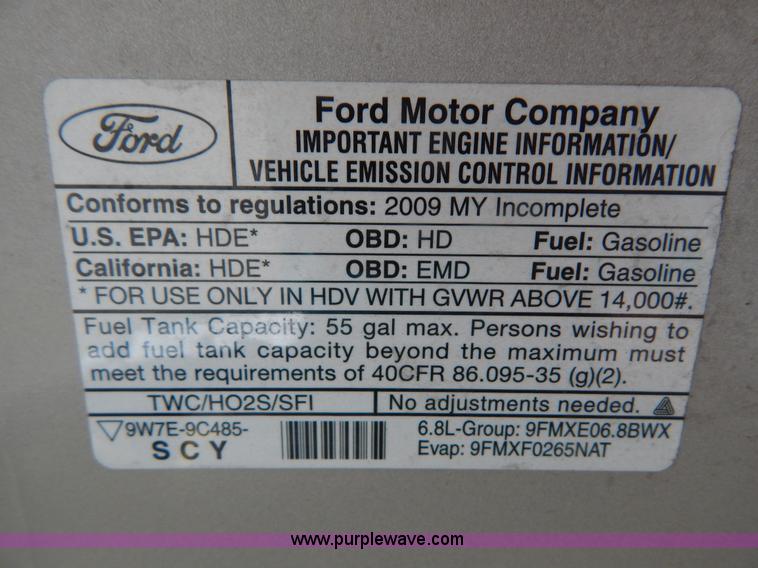 Ford
Ford Motor Company
IMPORTANT ENGINE INFORMATION/
VEHICLE EMISSION CONTROL INFORMATION
Conforms to regulations: 2009 MY Incomplete
U.S. EPA: HDE* OBD: HD Fuel: Gasoline
California: HDE* OBD: EMD Fuel: Gasoline
* FOR USE ONLY IN HDV WITH GVWR ABOVE 14,000#.
Fuel Tank Capacity: 55 gal max. Persons wishing to
add fuel tank capacity beyond the maximum must
meet the requirements of 40CFR 86.095-35 (g)(2).
TWC/HO2S/SFI No adjustments needed.
9W7E-9C485- 6.8L-Group: 9FMXE06.8BWX
SCY Evap: 9FMXF0265NAT
www.purplewave.com